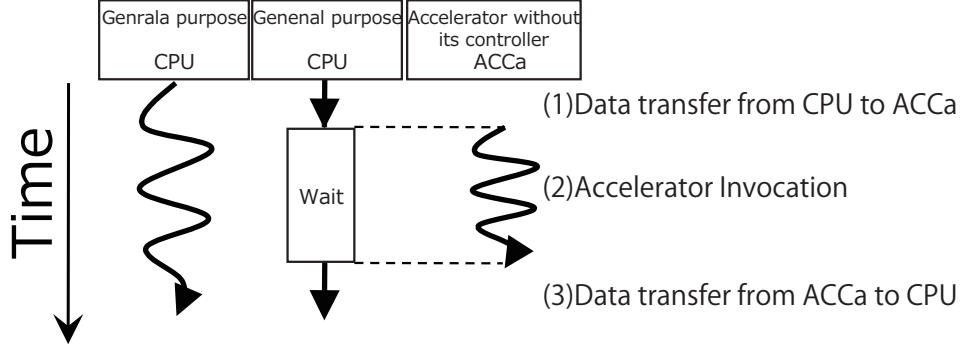 Genrala purpose
CPU
Genenal purpose
CPU
Accelerator without
its controller
ACCa
Time
(1)Data transfer from CPU to ACCa
Wait
(2)Accelerator Invocation
(3)Data transfer from ACCa to CPU